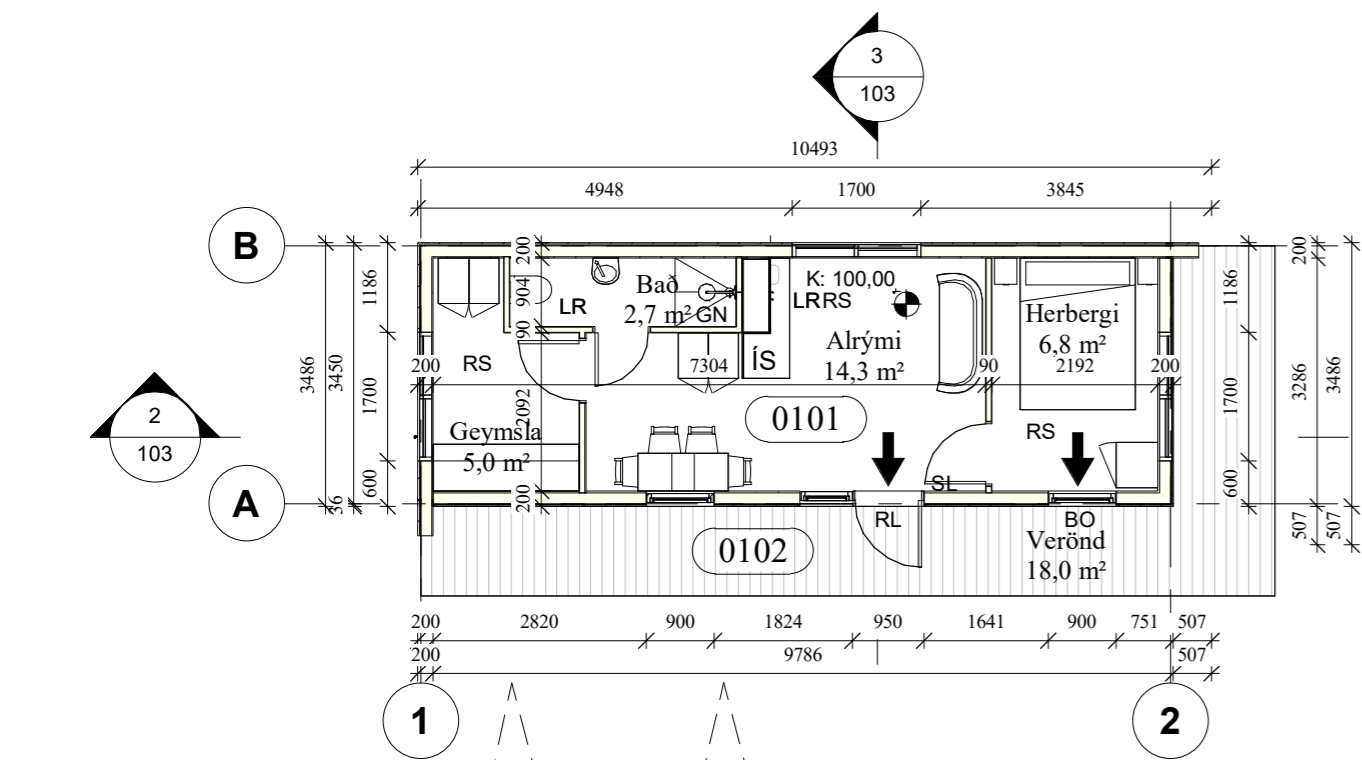 3
103
10493
4948
1700
3845
B
200
1186
904
90
3486
3450
1700
2092
600
36
200
Bað
2,7 m²
GN
LR
K: 100,00
LR
RS
ÍS
Alrými
14,3 m²
Herbergi
6,8 m²
200
7304
90
2192
200
200
1186
3286
3486
1700
600
507
507
RS
2
103
Geymsla
5,0 m²
0101
RS
SL
A
RL
BO
0102
Verönd
18,0 m²
200
2820
900
1824
950
1641
900
751
507
200
9786
507
1
2